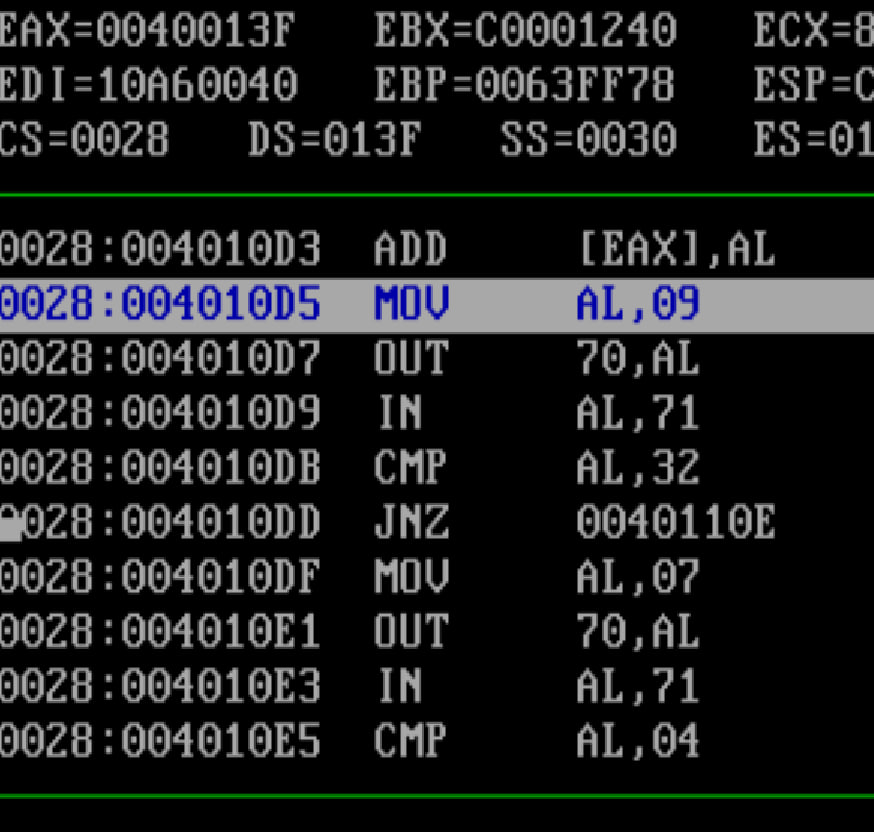 EAX=0040013F EBX=C0001240 ECX=8
EDI=10A60040 EBP=0063FF78 ESP=C
CS=0028 DS=013F SS=0030 ES=01
0028:004010D3 ADD [EAX],AL
0028:004010D5 MOV AL,09
0028:004010D7 OUT 70,AL
0028:004010D9 IN AL,71
0028:004010DB CMP AL,32
0028:004010DD JNZ 0040110E
0028:004010DF MOV AL,07
0028:004010E1 OUT 70,AL
0028:004010E3 IN AL,71
0028:004010E5 CMP AL,04